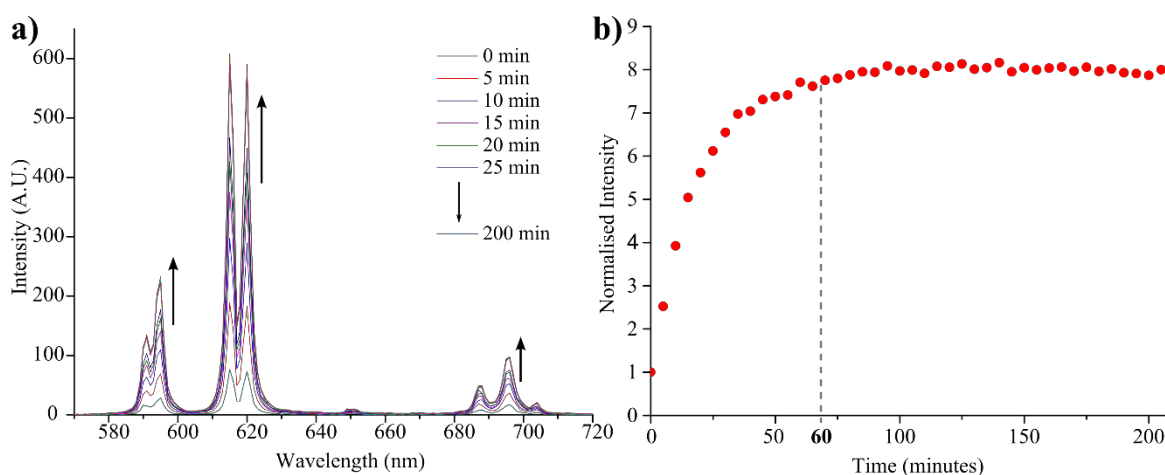 a)
600
500
400
300
200
100
0
Intensity (A.U.)
0 min
5 min
10 min
15 min
20 min
25 min
200 min
580 600 620 640 660 680 700 720
Wavelength (nm)
b)
9
8
7
6
5
4
3
2
1
0
Normalised Intensity
0 50 60 100 150 200
Time (minutes)